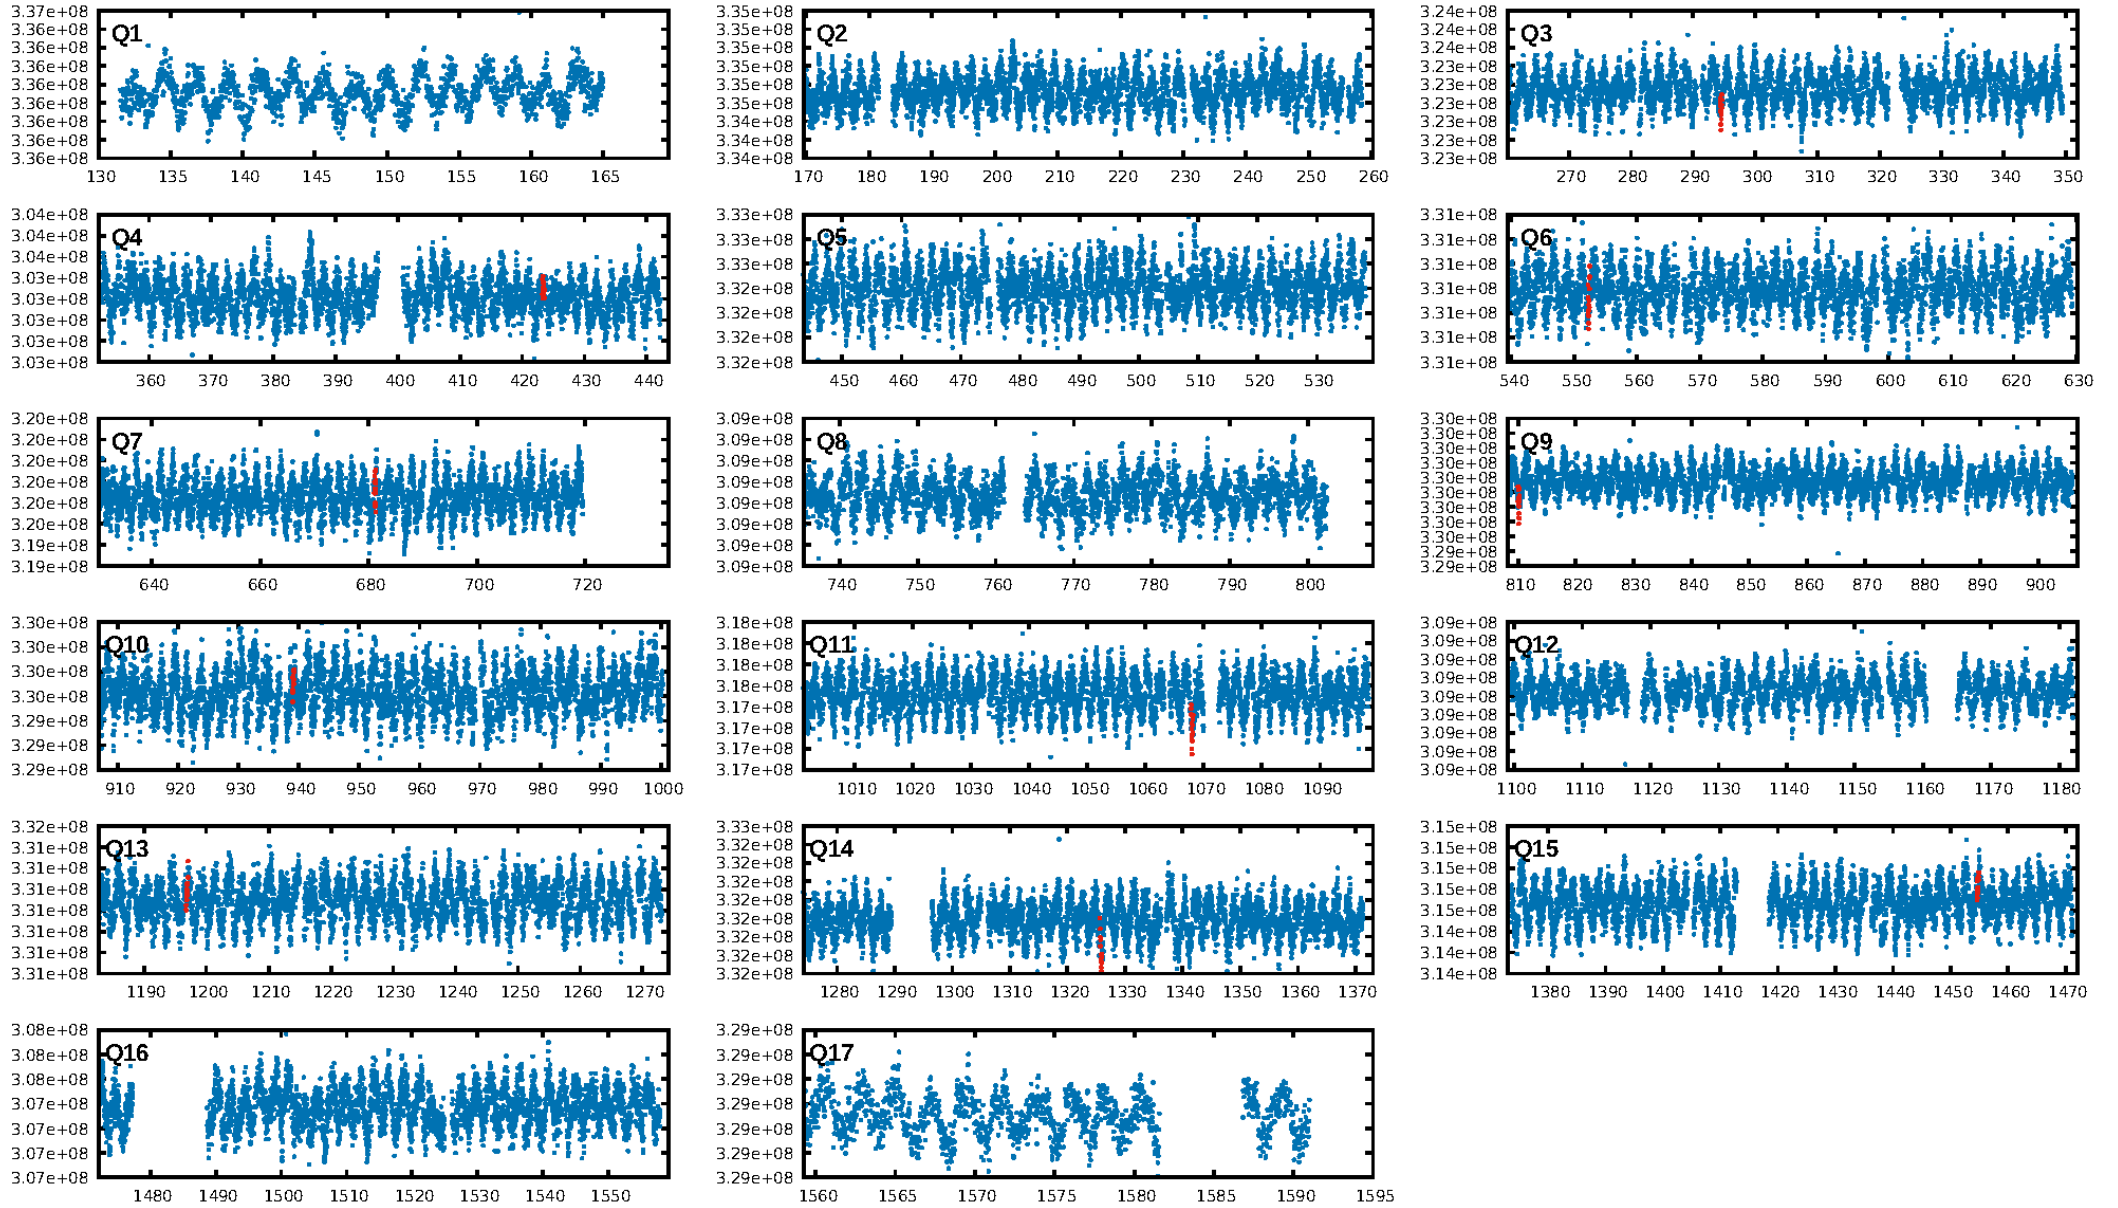 3.37e+08 3.36e+08 3.36e+08 3.36e+08 3.36e+08 3.36e+08 3.36e+08 3.36e+08 3.36e+08
Q1
130 135 140 145 150 155 160 165
3.35e+08 3.35e+08 3.35e+08 3.35e+08 3.35e+08 3.35e+08 3.34e+08 3.34e+08 3.34e+08
Q2
170 180 190 200 210 220 230 240 250 260
3.24e+08 3.24e+08 3.24e+08 3.23e+08 3.23e+08 3.23e+08 3.23e+08 3.23e+08 3.23e+08
Q3
270 280 290 300 310 320 330 340 350
3.04e+08 3.04e+08 3.04e+08 3.03e+08 3.03e+08 3.03e+08 3.03e+08 3.03e+08
Q4
360 370 380 390 400 410 420 430 440
3.33e+08 3.33e+08 3.33e+08 3.32e+08 3.32e+08 3.32e+08 3.32e+08
Q5
450 460 470 480 490 500 510 520 530
3.31e+08 3.31e+08 3.31e+08 3.31e+08 3.31e+08 3.31e+08 3.31e+08
Q6
540 550 560 570 580 590 600 610 620 630
3.20e+08 3.20e+08 3.20e+08 3.20e+08 3.20e+08 3.20e+08 3.19e+08 3.19e+08
Q7
640 660 680 700 720
3.09e+08 3.09e+08 3.09e+08 3.09e+08 3.09e+08 3.09e+08 3.09e+08 3.09e+08
Q8
740 750 760 770 780 790 800
3.30e+08 3.30e+08 3.30e+08 3.30e+08 3.30e+08 3.30e+08 3.30e+08 3.30e+08 3.30e+08 3.29e+08 3.29e+08
Q9
810 820 830 840 850 860 870 880 890 900
3.30e+08 3.30e+08 3.30e+08 3.30e+08 3.29e+08 3.29e+08 3.29e+08
Q10
910 920 930 940 950 960 970 980 990 1000
3.18e+08 3.18e+08 3.18e+08 3.18e+08 3.17e+08 3.17e+08 3.17e+08 3.17e+08
Q11
1010 1020 1030 1040 1050 1060 1070 1080 1090
3.09e+08 3.09e+08 3.09e+08 3.09e+08 3.09e+08 3.09e+08 3.09e+08 3.09e+08 3.09e+08
Q12
1100 1110 1120 1130 1140 1150 1160 1170 1180
3.32e+08 3.31e+08 3.31e+08 3.31e+08 3.31e+08 3.31e+08 3.31e+08 3.31e+08
Q13
1190 1200 1210 1220 1230 1240 1250 1260 1270
3.33e+08 3.32e+08 3.32e+08 3.32e+08 3.32e+08 3.32e+08 3.32e+08 3.32e+08 3.32e+08
Q14
1280 1290 1300 1310 1320 1330 1340 1350 1360 1370
3.15e+08 3.15e+08 3.15e+08 3.15e+08 3.15e+08 3.14e+08 3.14e+08 3.14e+08
Q15
1380 1390 1400 1410 1420 1430 1440 1450 1460 1470
3.08e+08 3.08e+08 3.08e+08 3.07e+08 3.07e+08 3.07e+08 3.07e+08
Q16
1480 1490 1500 1510 1520 1530 1540 1550
3.29e+08 3.29e+08 3.29e+08 3.29e+08 3.29e+08 3.29e+08 3.29e+08
Q17
1560 1565 1570 1575 1580 1585 1590 1595